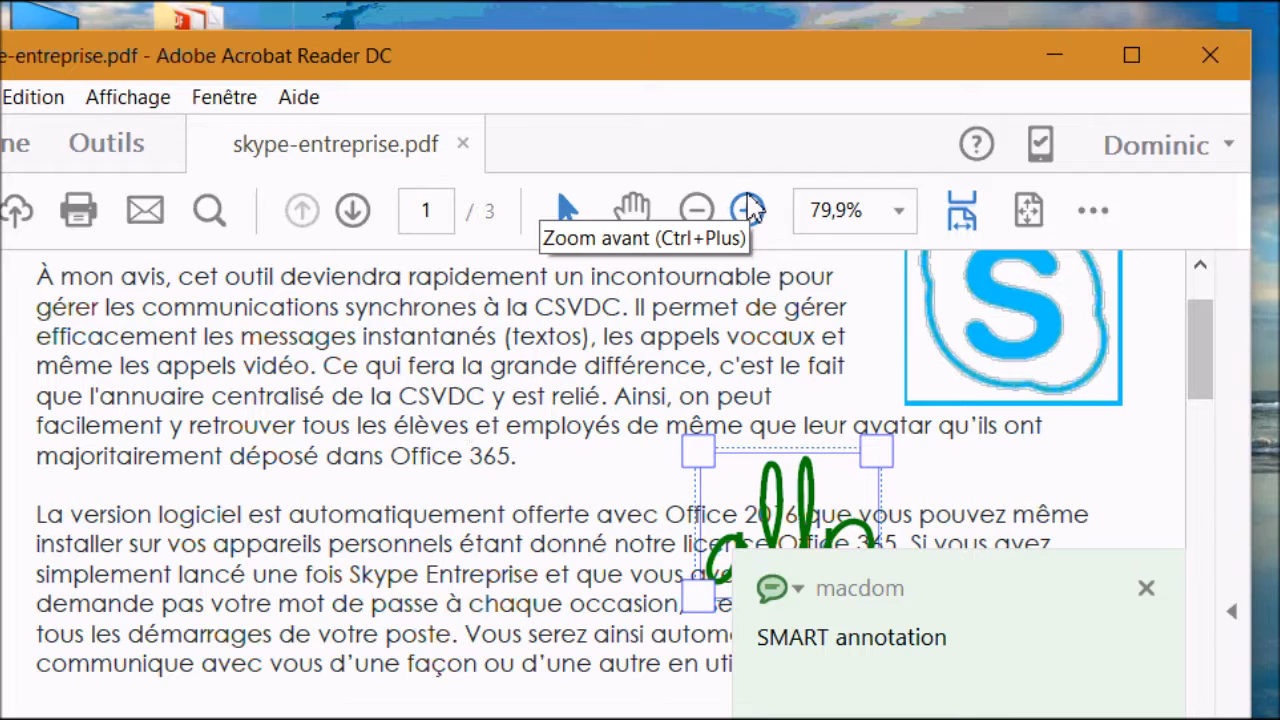 e-entreprise.pdf - Adobe Acrobat Reader DC
Edition Affichage Fenêtre Aide
ne Outils skype-entreprise.pdf Dominic
1 / 3 79,9%
Zoom avant (Ctrl+Plus)
À mon avis, cet outil deviendra rapidement un incontournable pour
gérer les communications synchrones à la CSVDC. Il permet de gérer
efficacement les messages instantanés (textos), les appels vocaux et
même les appels vidéo. Ce qui fera la grande différence, c'est le fait
que l'annuaire centralisé de la CSVDC y est relié. Ainsi, on peut
facilement y retrouver tous les élèves et employés de même que leur avatar qu'ils ont
majoritairement déposé dans Office 365.
S
La version logiciel est automatiquement offerte avec Office 2016 que vous pouvez même
installer sur vos appareils personnels étant donné notre licence Office 365. Si vous avez
simplement lancé une fois Skype Entreprise et que vous
demande pas votre mot de passe à chaque occasion,
tous les démarrages de votre poste. Vous serez ainsi
communique avec vous d'une façon ou d'une autre en
macdom
SMART annotation